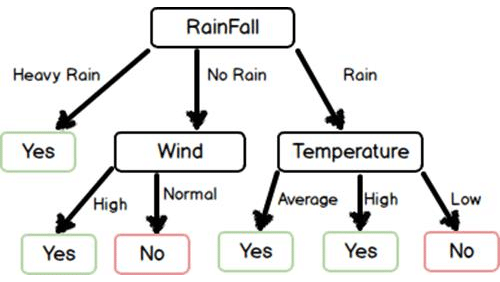 RainFall
Heavy Rain
No Rain
Rain
Yes
Wind
Temperature
High
Normal
Average
High
Low
Yes
No
Yes
Yes
No